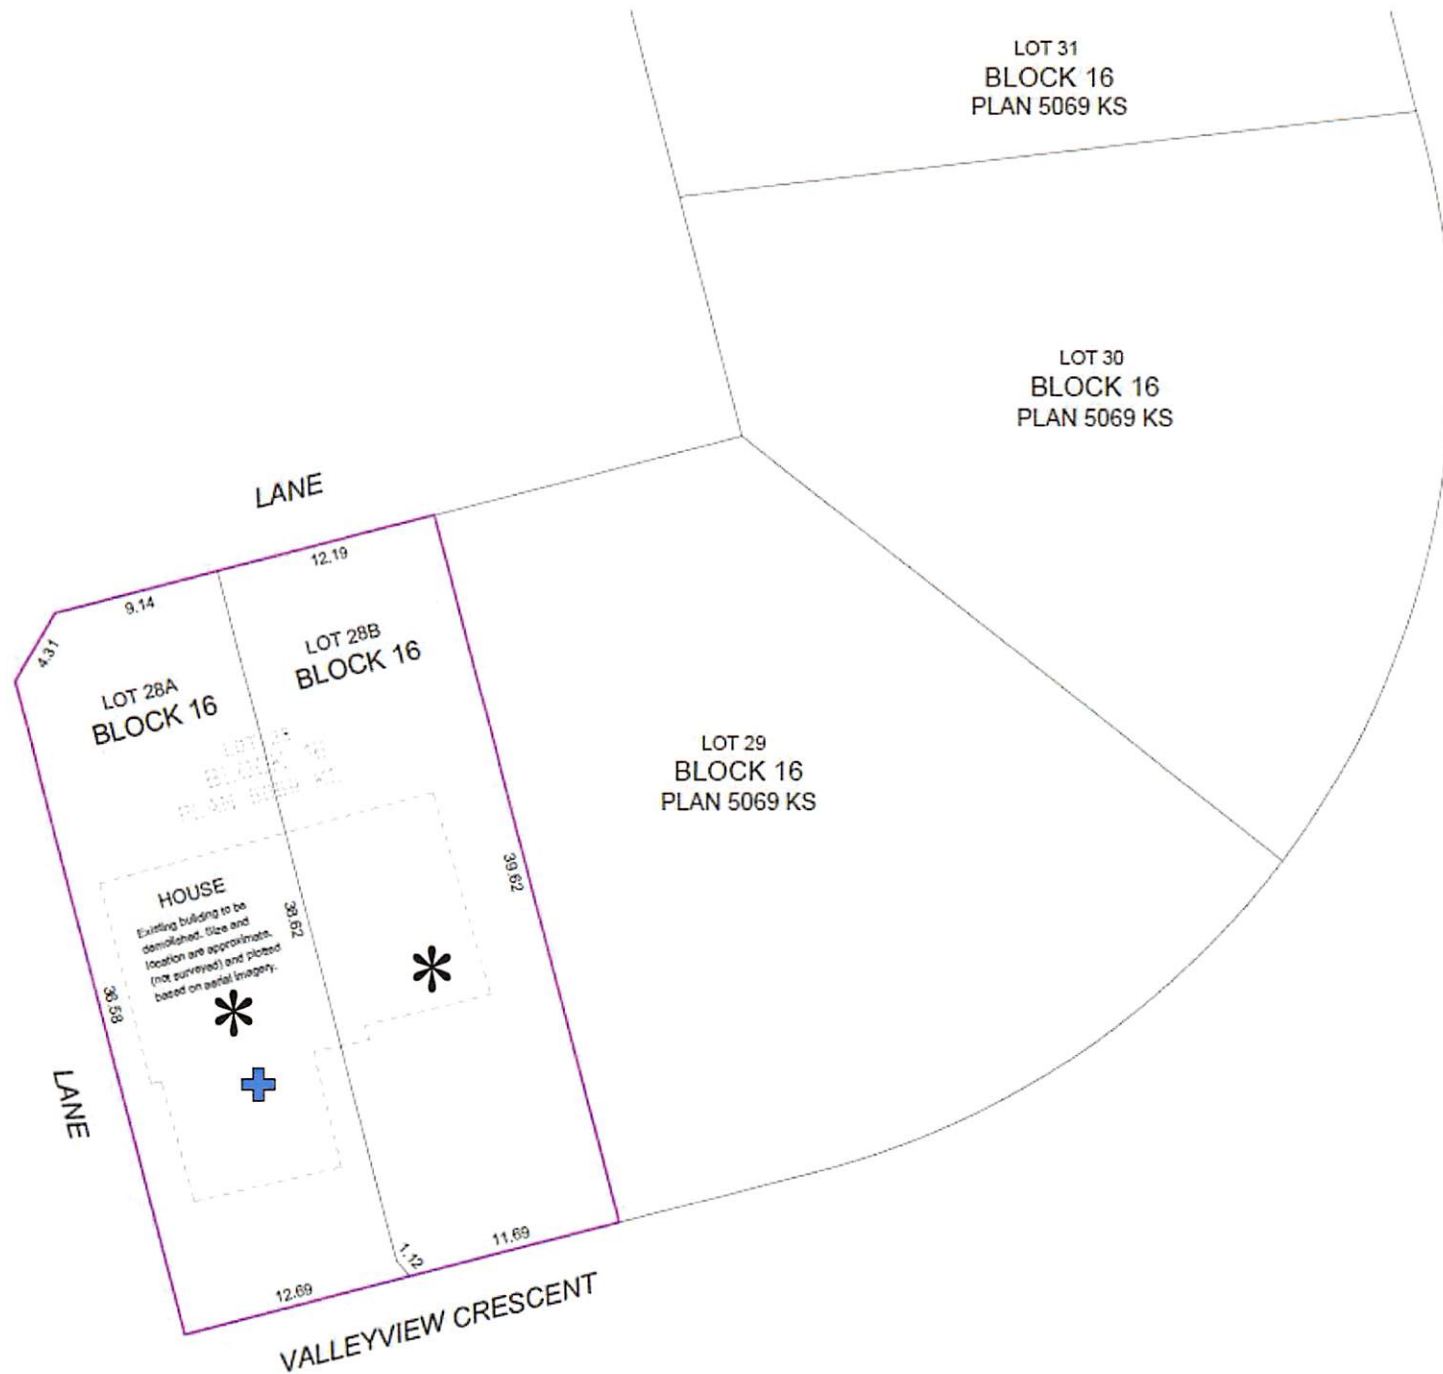 LOT 31
BLOCK 16
PLAN 5069 KS
LOT 30
BLOCK 16
PLAN 5069 KS
LANE
12.19
9.14
4.31
LOT 28B
BLOCK 16
LOT 28A
BLOCK 16
LOT 29
BLOCK 16
PLAN 5069 KS
39.62
HOUSE
Existing building to be
demolished. Size and
location are approximate,
(not surveyed) and plotted
based on aerial imagery.
38.62
36.58
LANE
1.12
11.69
12.69
VALLEYVIEW CRESCENT